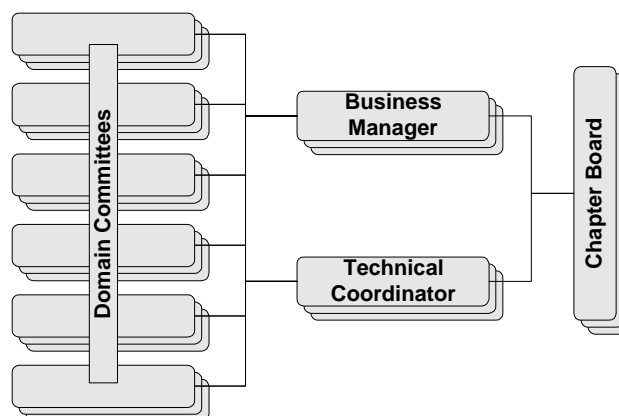 Domain Committees
Business
Manager
Technical
Coordinator
Chapter Board